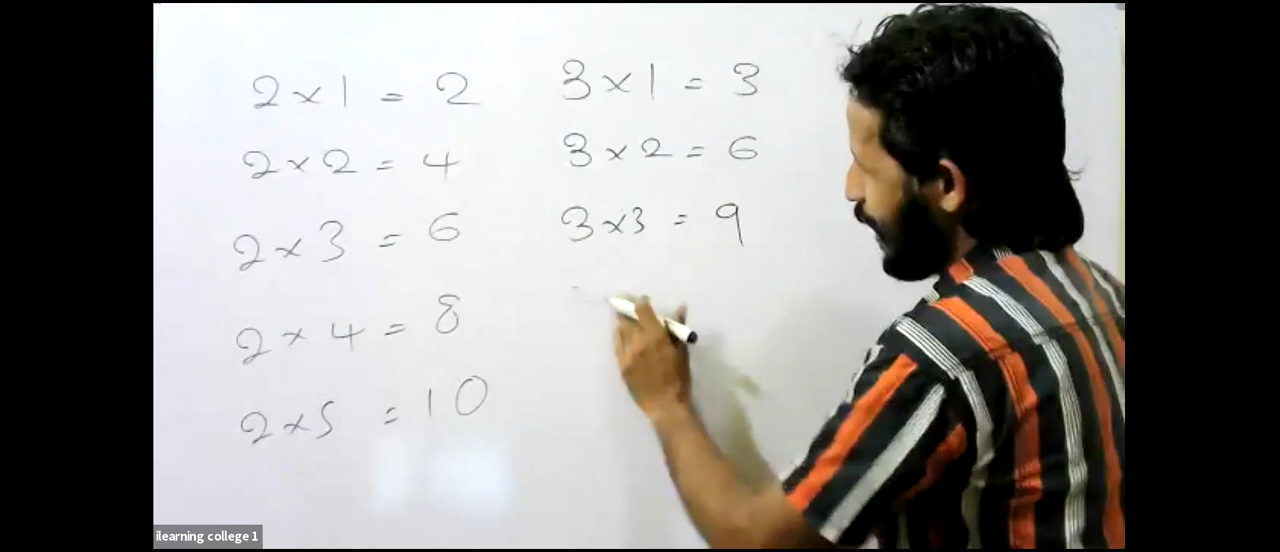 2 × 1 = 2
2 × 2 = 4
2 × 3 = 6
2 × 4 = 8
2 × 5 = 10
3 × 1 = 3
3 × 2 = 6
3 × 3 = 9
ilearning college 1